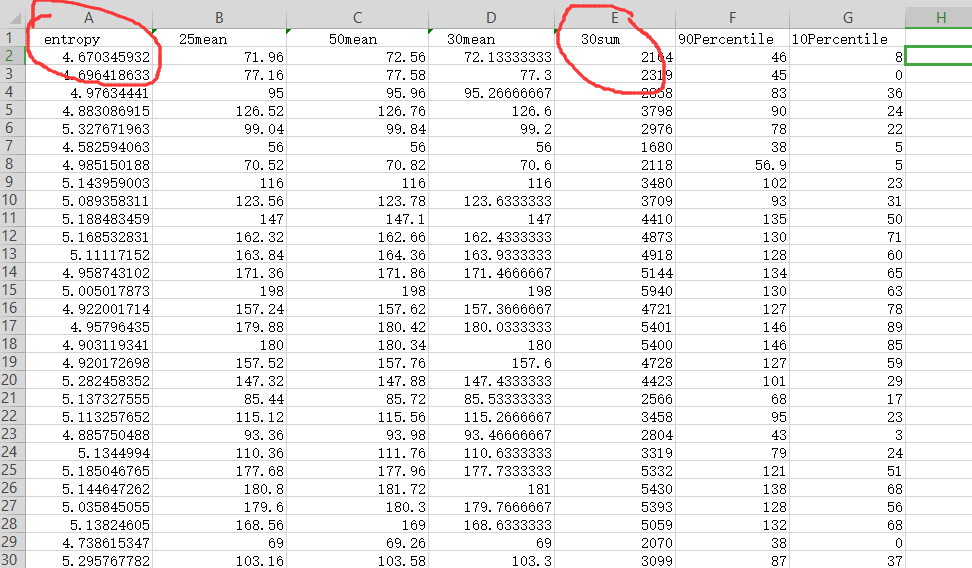 A B C D E F G H
1 entropy 25mean 50mean 30mean 30sum 90Percentile 10Percentile
2 4.670345932 71.96 72.56 72.13333333 2164 46 8
3 4.696418633 77.16 77.58 77.3 2319 45 0
4 4.97634441 95 95.96 95.26666667 2858 83 36
5 4.883086915 126.52 126.76 126.6 3798 90 24
6 5.327671963 99.04 99.84 99.2 2976 78 22
7 4.582594063 56 56 56 1680 38 5
8 4.985150188 70.52 70.82 70.6 2118 56.9 5
9 5.143959003 116 116 116 3480 102 23
10 5.089358311 123.56 123.78 123.6333333 3709 93 31
11 5.188483459 147 147.1 147 4410 135 50
12 5.168532831 162.32 162.66 162.4333333 4873 130 71
13 5.11117152 163.84 164.36 163.9333333 4918 128 60
14 4.958743102 171.36 171.86 171.4666667 5144 134 65
15 5.005017873 198 198 198 5940 130 63
16 4.922001714 157.24 157.62 157.3666667 4721 127 78
17 4.95796435 179.88 180.42 180.0333333 5401 146 89
18 4.903119341 180 180.34 180 5400 146 85
19 4.920172698 157.52 157.76 157.6 4728 127 59
20 5.282458352 147.32 147.88 147.4333333 4423 101 29
21 5.137327555 85.44 85.72 85.53333333 2566 68 17
22 5.113257652 115.12 115.56 115.2666667 3458 95 23
23 4.885750488 93.36 93.98 93.46666667 2804 43 3
24 5.1344994 110.36 111.76 110.6333333 3319 79 24
25 5.185046765 177.68 177.96 177.7333333 5332 121 51
26 5.144647262 180.8 181.72 181 5430 138 68
27 5.035845055 179.6 180.3 179.7666667 5393 128 56
28 5.13824605 168.56 169 168.6333333 5059 132 68
29 4.738615347 69 69.26 69 2070 38 0
30 5.295767782 103.16 103.58 103.3 3099 87 37